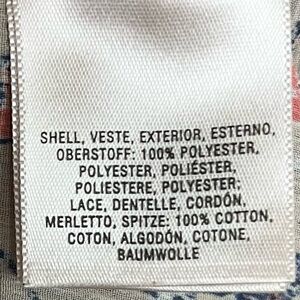 SHELL, VESTE, EXTERIOR, ESTERNO,
OBERSTOFF: 100% POLYESTER,
POLYESTER, POLIÉSTER,
POLIESTERE, POLYESTER;
LACE, DENTELLE, CORDÓN,
MERLETTO, SPITZE: 100% COTTON,
COTON, ALGODÓN, COTONE,
BAUMWOLLE